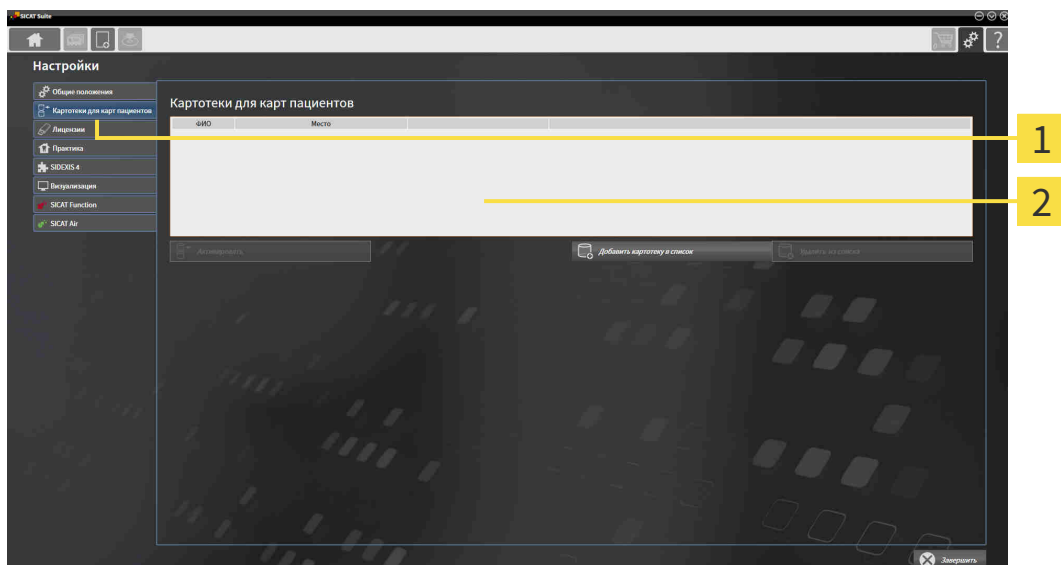 SICAT Suite
?
Настройки
Общие положения
Картотеки для карт пациентов
Лицензии
Практика
SIDEXIS 4
Визуализация
SICAT Function
SICAT Air
Картотеки для карт пациентов
ФИО Место
Активировать
Добавить картотеку в список
Удалить из списка
Завершить
1
2